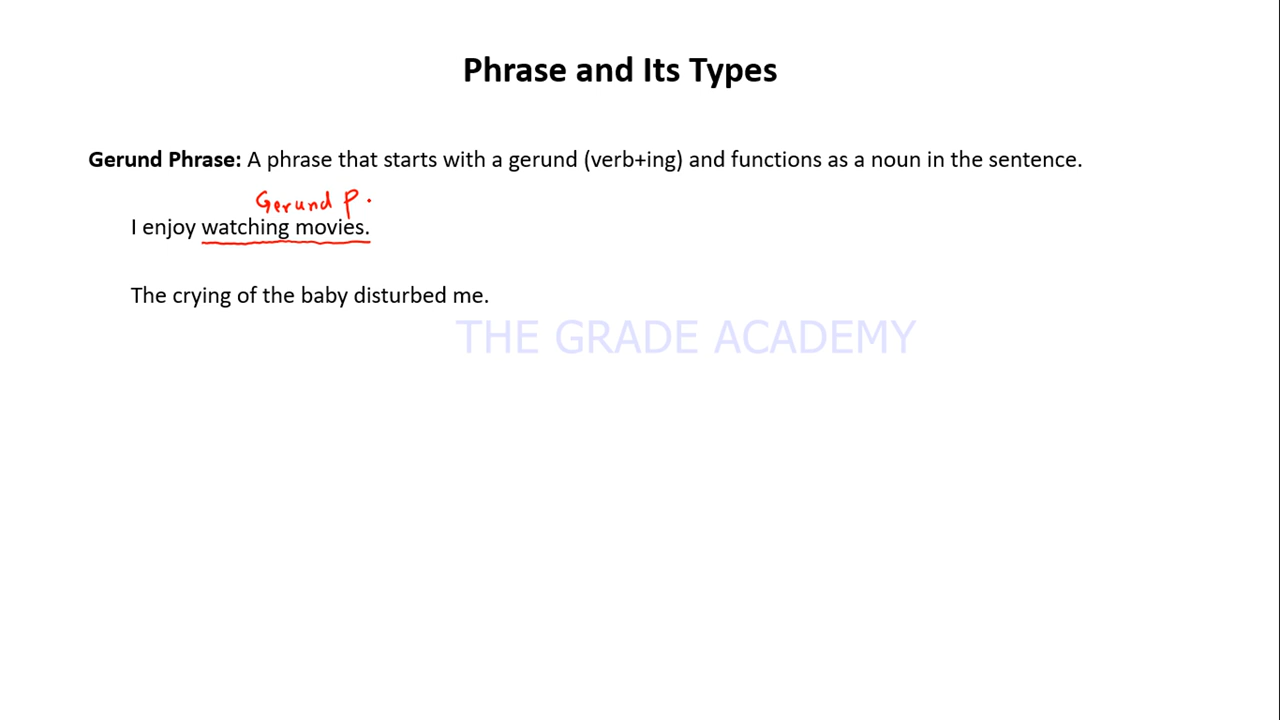 Phrase and Its Types
Gerund Phrase: A phrase that starts with a gerund (verb+ing) and functions as a noun in the sentence.
Gerund P.
I enjoy watching movies.
The crying of the baby disturbed me.
THE GRADE ACADEMY